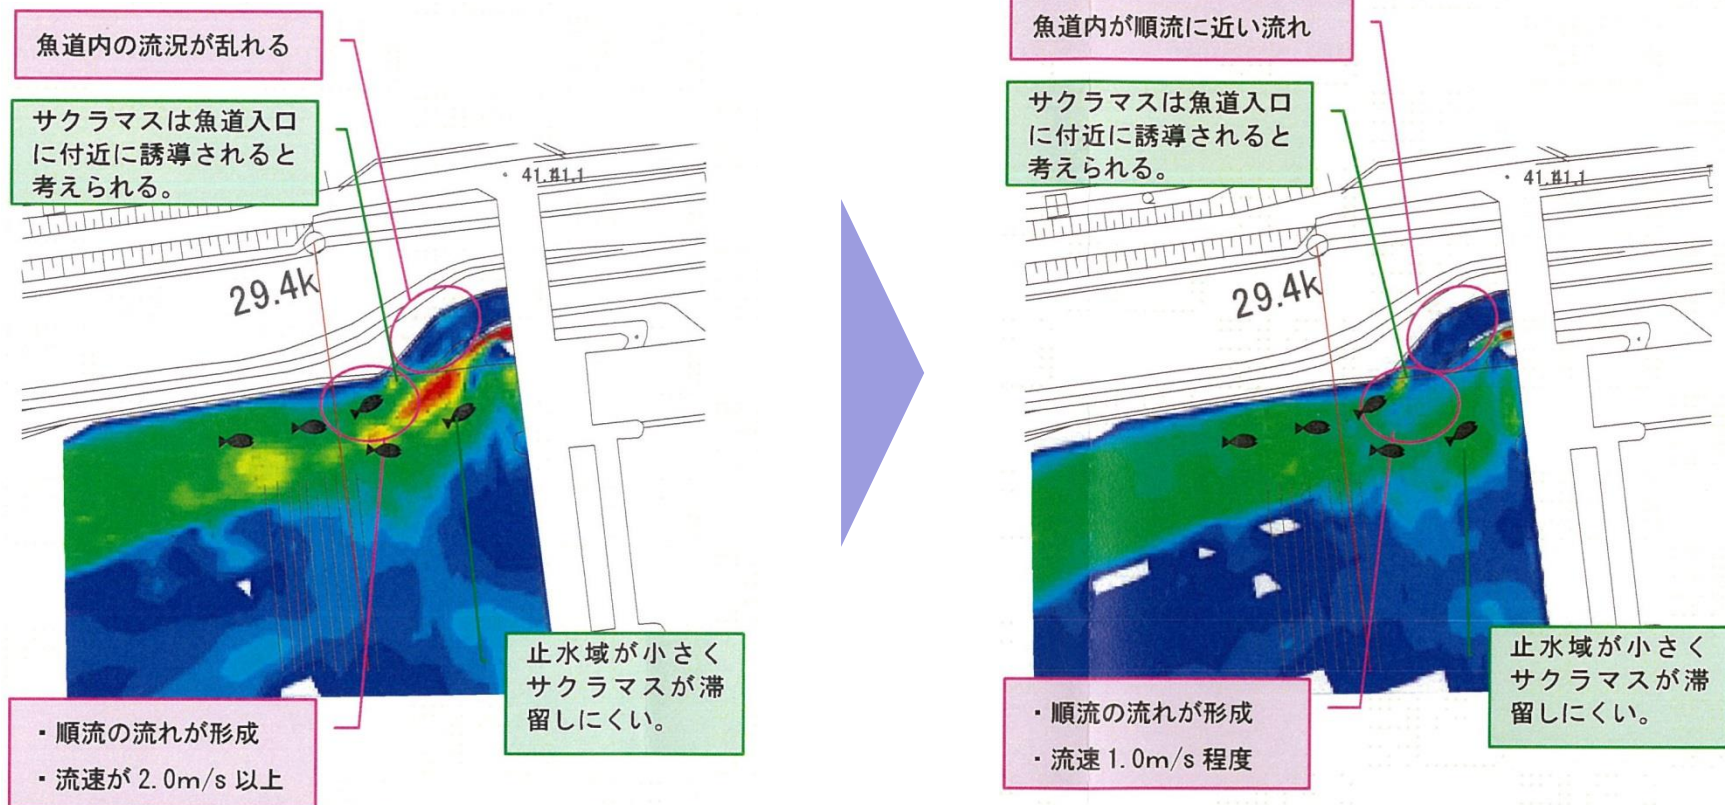 魚道内の流況が乱れる
サクラマスは魚道入口
に付近に誘導されると
考えられる。
29.4k
止水域が小さく
サクラマスが滞
留しにくい。
・順流の流れが形成
・流速が 2.0m/s 以上
魚道内が順流に近い流れ
サクラマスは魚道入口
に付近に誘導されると
考えられる。
29.4k
止水域が小さく
サクラマスが滞
留しにくい。
・順流の流れが形成
・流速 1.0m/s 程度